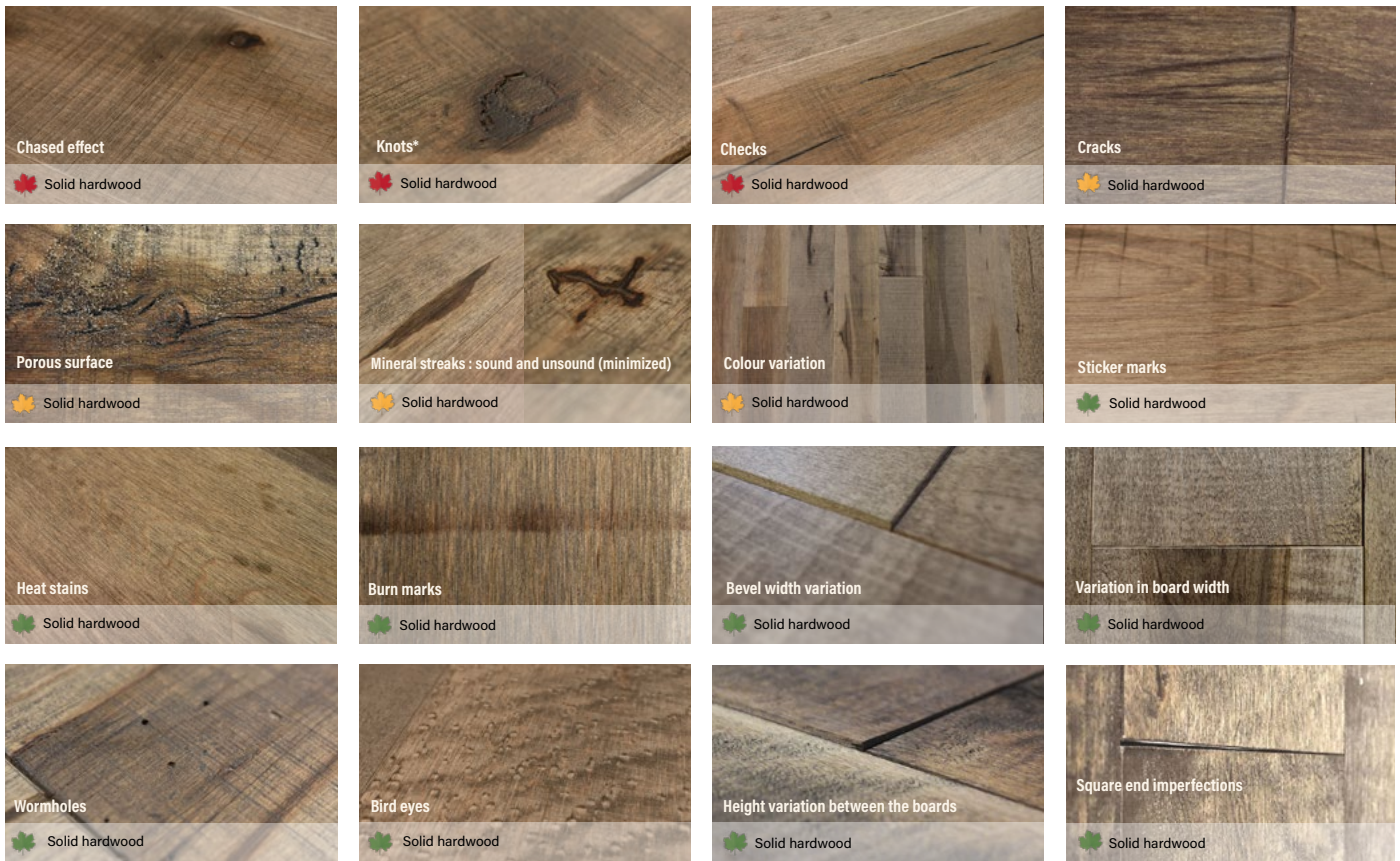 Chased effect
Solid hardwood
Knots*
Solid hardwood
Checks
Solid hardwood
Cracks
Solid hardwood
Porous surface
Solid hardwood
Mineral streaks : sound and unsound (minimized)
Solid hardwood
Colour variation
Solid hardwood
Sticker marks
Solid hardwood
Heat stains
Solid hardwood
Burn marks
Solid hardwood
Bevel width variation
Solid hardwood
Variation in board width
Solid hardwood
Wormholes
Solid hardwood
Bird eyes
Solid hardwood
Height variation between the boards
Solid hardwood
Square end imperfections
Solid hardwood